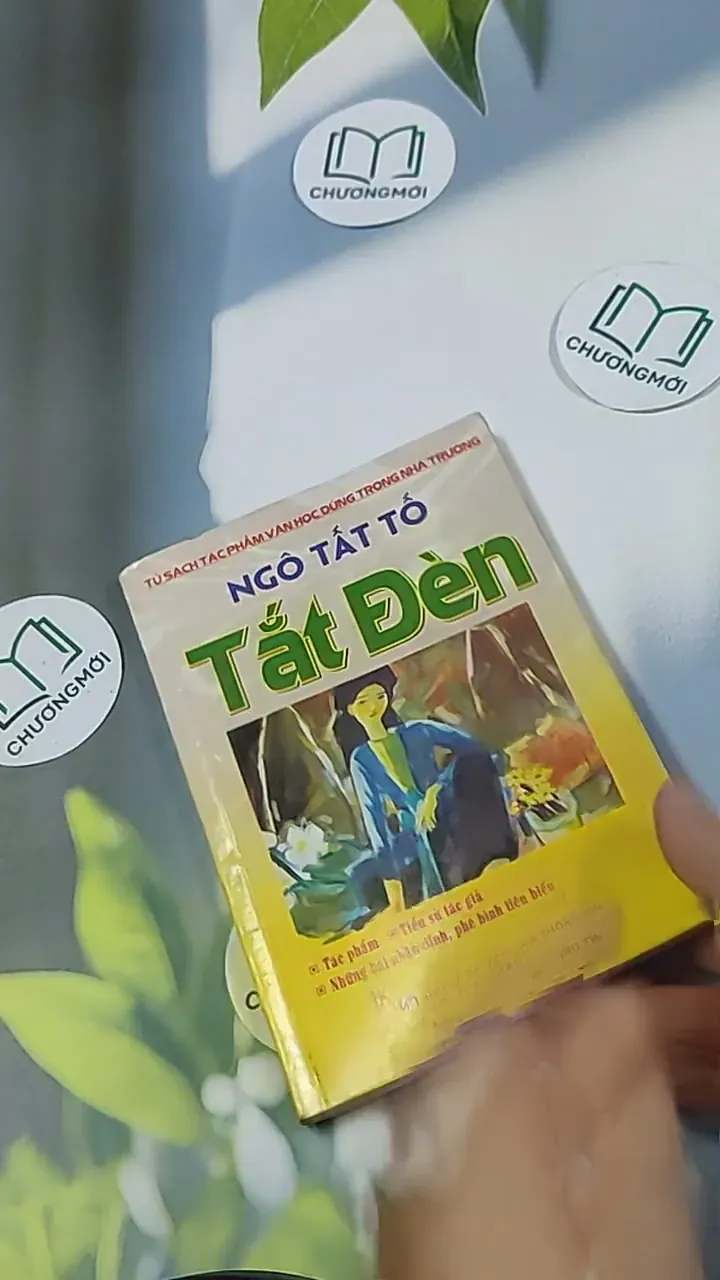 CHƯƠNGMỚI
CHƯƠNGMỚI
TỦ SÁCH TÁC PHẨM VĂN HỌC DÙNG TRONG NHÀ TRƯỜNG
NGÔ TẤT TỐ
Tắt Đèn
CHƯƠNGMỚI
Tác phẩm
Tiểu sử tác giả
Những bài nhận định, phê bình tiêu biểu